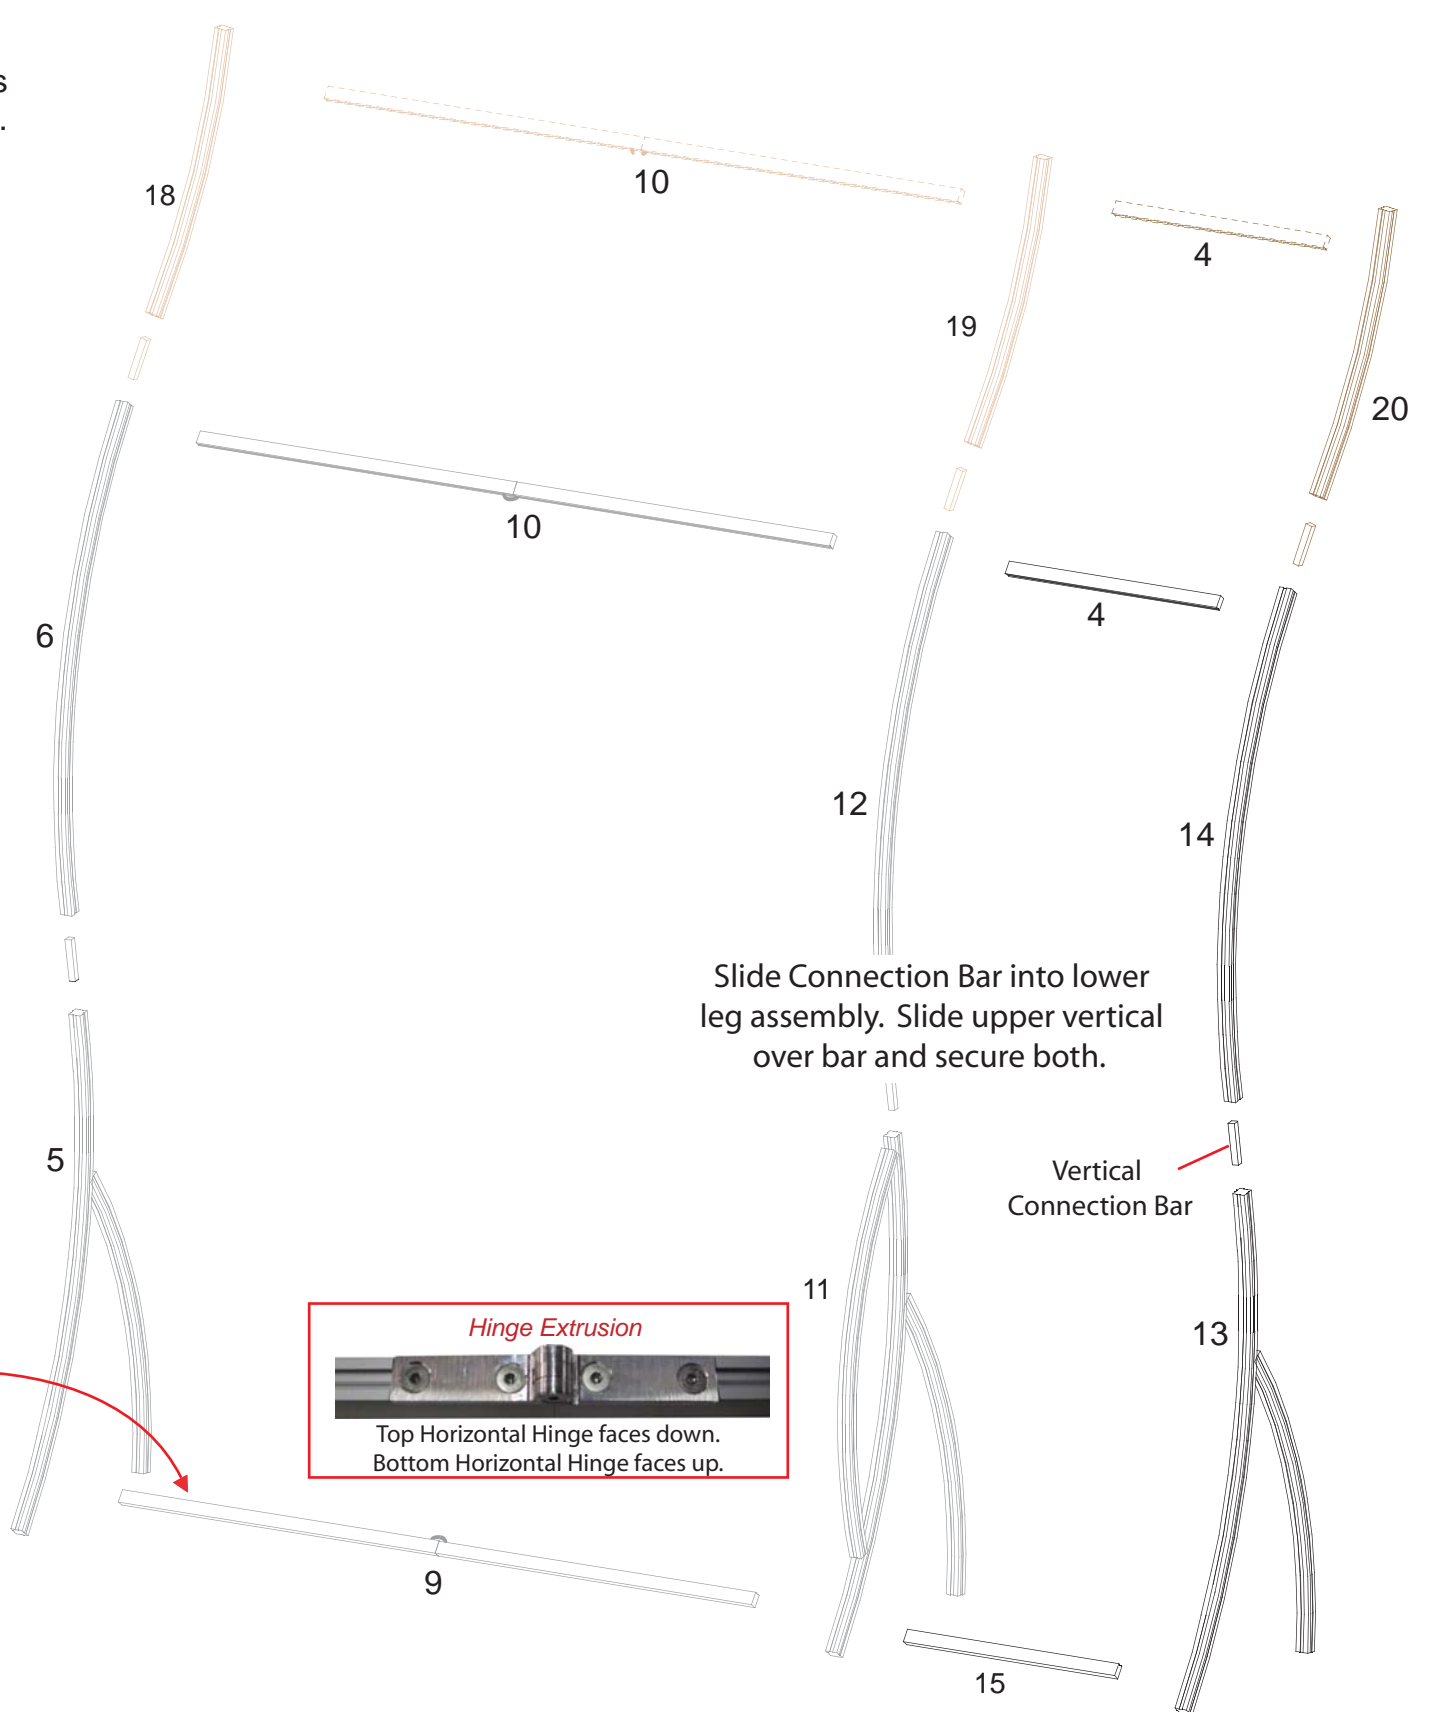 s
.
18
10
4
19
20
10
4
6
12
14
Slide Connection Bar into lower
leg assembly. Slide upper vertical
over bar and secure both.
5
Vertical
Connection Bar
11
13
Hinge Extrusion
Top Horizontal Hinge faces down.
Bottom Horizontal Hinge faces up.
9
15